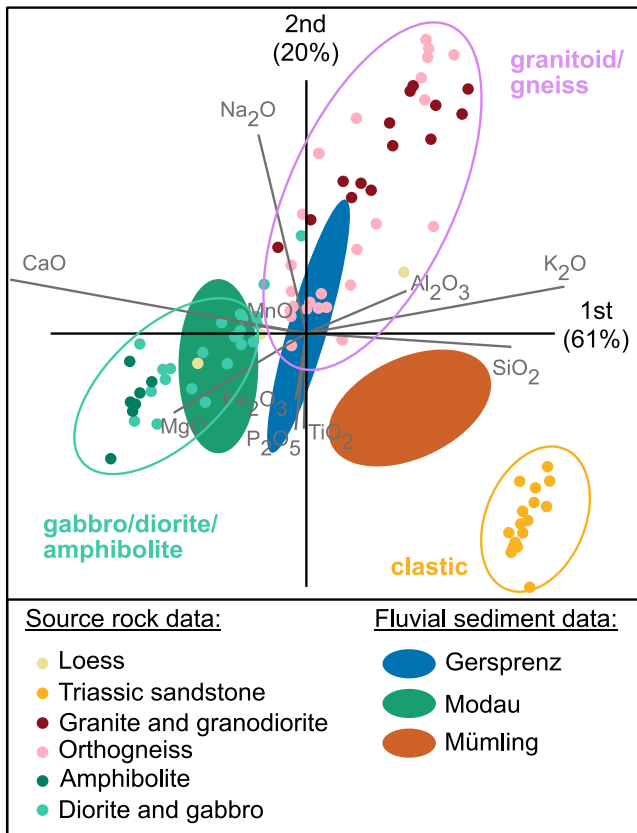 2nd
(20%)
granitoid/
gneiss
Na₂O
CaO
K₂O
Al₂O₃
MnO
1st
(61%)
SiO₂
Fe₂O₃
MgO
P₂O₅
TiO₂
gabbro/diorite/
amphibolite
clastic
Source rock data:
Loess
Triassic sandstone
Granite and granodiorite
Orthogneiss
Amphibolite
Diorite and gabbro
Fluvial sediment data:
Gersprenz
Modau
Mümling